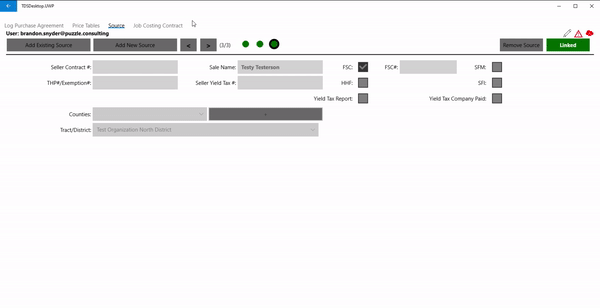 TDSDesktop.UWP
Log Purchase Agreement Price Tables Source Job Costing Contract
User: brandon.snyder@puzzle.consulting
Add Existing Source Add New Source < > (3/3) Remove Source Linked
Seller Contract #: Sale Name: Testy Testerson FSC: FSC#: SFM:
THP#/Exemption#: Seller Yield Tax #: HHF: SFI:
Yield Tax Report: Yield Tax Company Paid:
Counties:
Tract/District: Test Organization North District